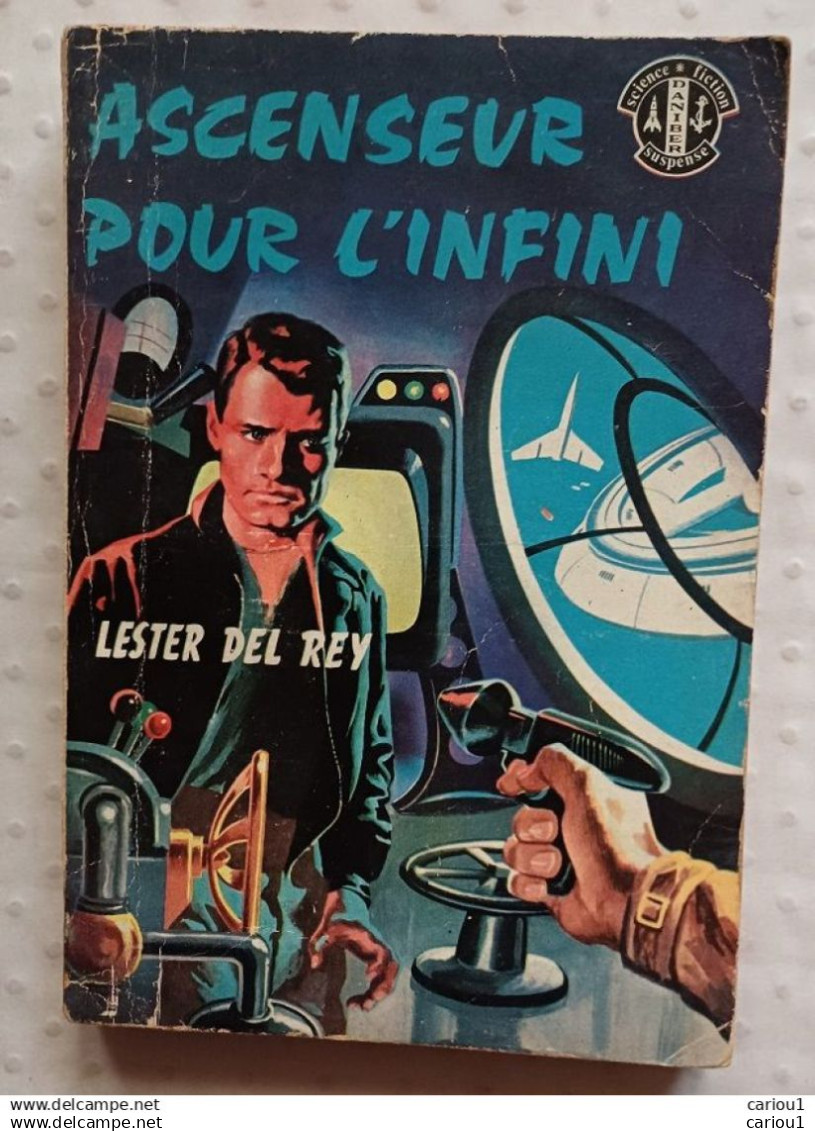 ASCENSEUR
POUR L'INFINI
science * fiction
DANIBER
suspense
LESTER DEL REY
www.delcampe.net
cariou1
www.delcampe.net
cariou1